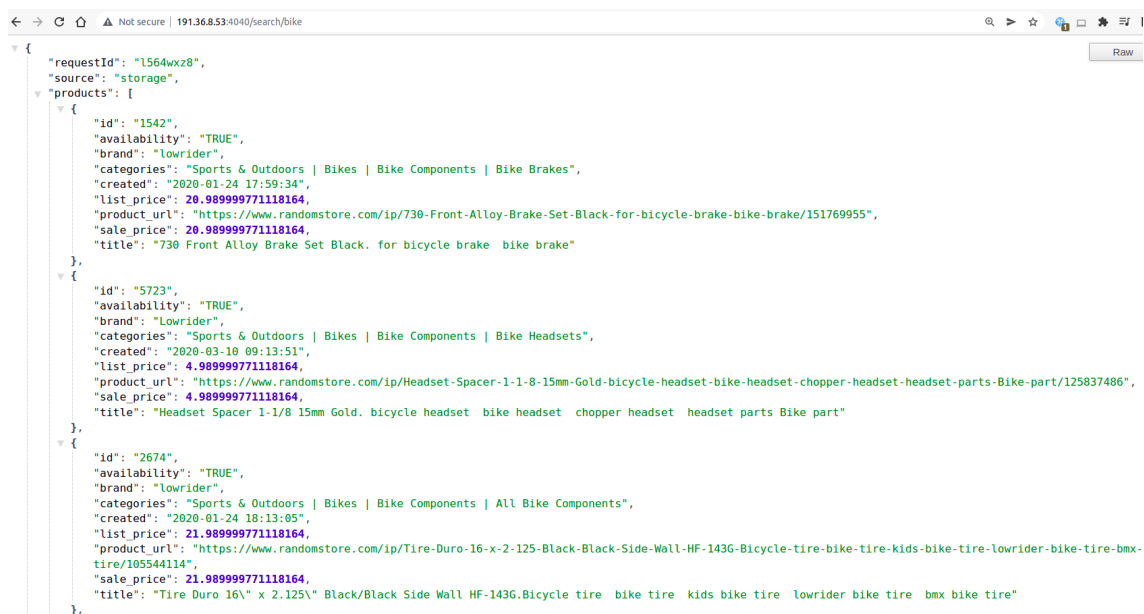 Not secure | 191.36.8.53:4040/search/bike
Raw
{
"requestId": "l564wxz8",
"source": "storage",
"products": [
{
"id": "1542",
"availability": "TRUE",
"brand": "lowrider",
"categories": "Sports & Outdoors | Bikes | Bike Components | Bike Brakes",
"created": "2020-01-24 17:59:34",
"list_price": 20.989999771118164,
"product_url": "https://www.randomstore.com/ip/730-Front-Alloy-Brake-Set-Black-for-bicycle-brake-bike-brake/151769955",
"sale_price": 20.989999771118164,
"title": "730 Front Alloy Brake Set Black. for bicycle brake  bike brake"
},
{
"id": "5723",
"availability": "TRUE",
"brand": "Lowrider",
"categories": "Sports & Outdoors | Bikes | Bike Components | Bike Headsets",
"created": "2020-03-10 09:13:51",
"list_price": 4.989999771118164,
"product_url": "https://www.randomstore.com/ip/Headset-Spacer-1-1-8-15mm-Gold-bicycle-headset-bike-headset-chopper-headset-headset-parts-Bike-part/125837486",
"sale_price": 4.989999771118164,
"title": "Headset Spacer 1-1/8 15mm Gold. bicycle headset  bike headset  chopper headset  headset parts Bike part"
},
{
"id": "2674",
"availability": "TRUE",
"brand": "lowrider",
"categories": "Sports & Outdoors | Bikes | Bike Components | All Bike Components",
"created": "2020-01-24 18:13:05",
"list_price": 21.989999771118164,
"product_url": "https://www.randomstore.com/ip/Tire-Duro-16-x-2-125-Black-Black-Side-Wall-HF-143G-Bicycle-tire-bike-tire-kids-bike-tire-lowrider-bike-tire-bmx-
tire/105544114",
"sale_price": 21.989999771118164,
"title": "Tire Duro 16\" x 2.125\" Black/Black Side Wall HF-143G.Bicycle tire  bike tire  kids bike tire  lowrider bike tire  bmx bike tire"
},